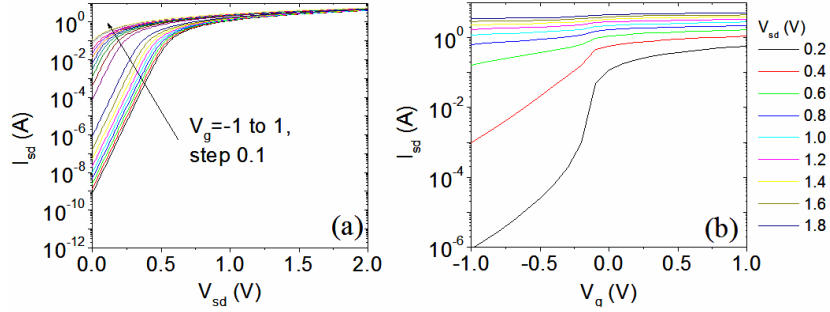 10^0
10^-2
10^-4
10^-6
10^-8
10^-10
10^-12
I_sd (A)
V_g=-1 to 1,
step 0.1
(a)
0.0 0.5 1.0 1.5 2.0
V_sd (V)
10^2
10^0
10^-2
10^-4
10^-6
I_sd (A)
(b)
-1.0 -0.5 0.0 0.5 1.0
V_g (V)
V_sd (V)
0.2
0.4
0.6
0.8
1.0
1.2
1.4
1.6
1.8